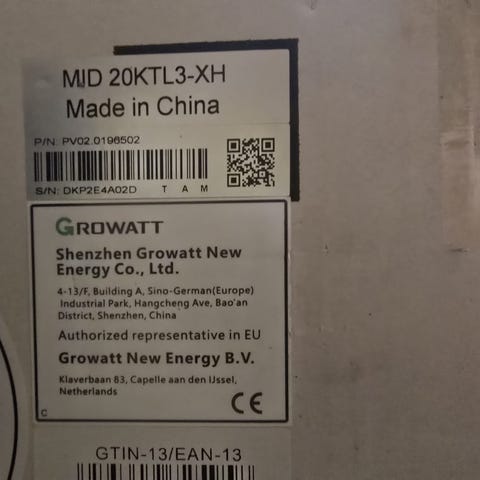 MID 20KTL3-XH
Made in China
P/N: PV02.0196502
S/N: DKP2E4A02D T A M
GROWATT
Shenzhen Growatt New
Energy Co., Ltd.
4-13/F, Building A, Sino-German(Europe)
Industrial Park, Hangcheng Ave, Bao'an
District, Shenzhen, China
Authorized representative in EU
Growatt New Energy B.V.
Klaverbaan 83, Capelle aan den IJssel,
Netherlands
CE
C
GTIN-13/EAN-13